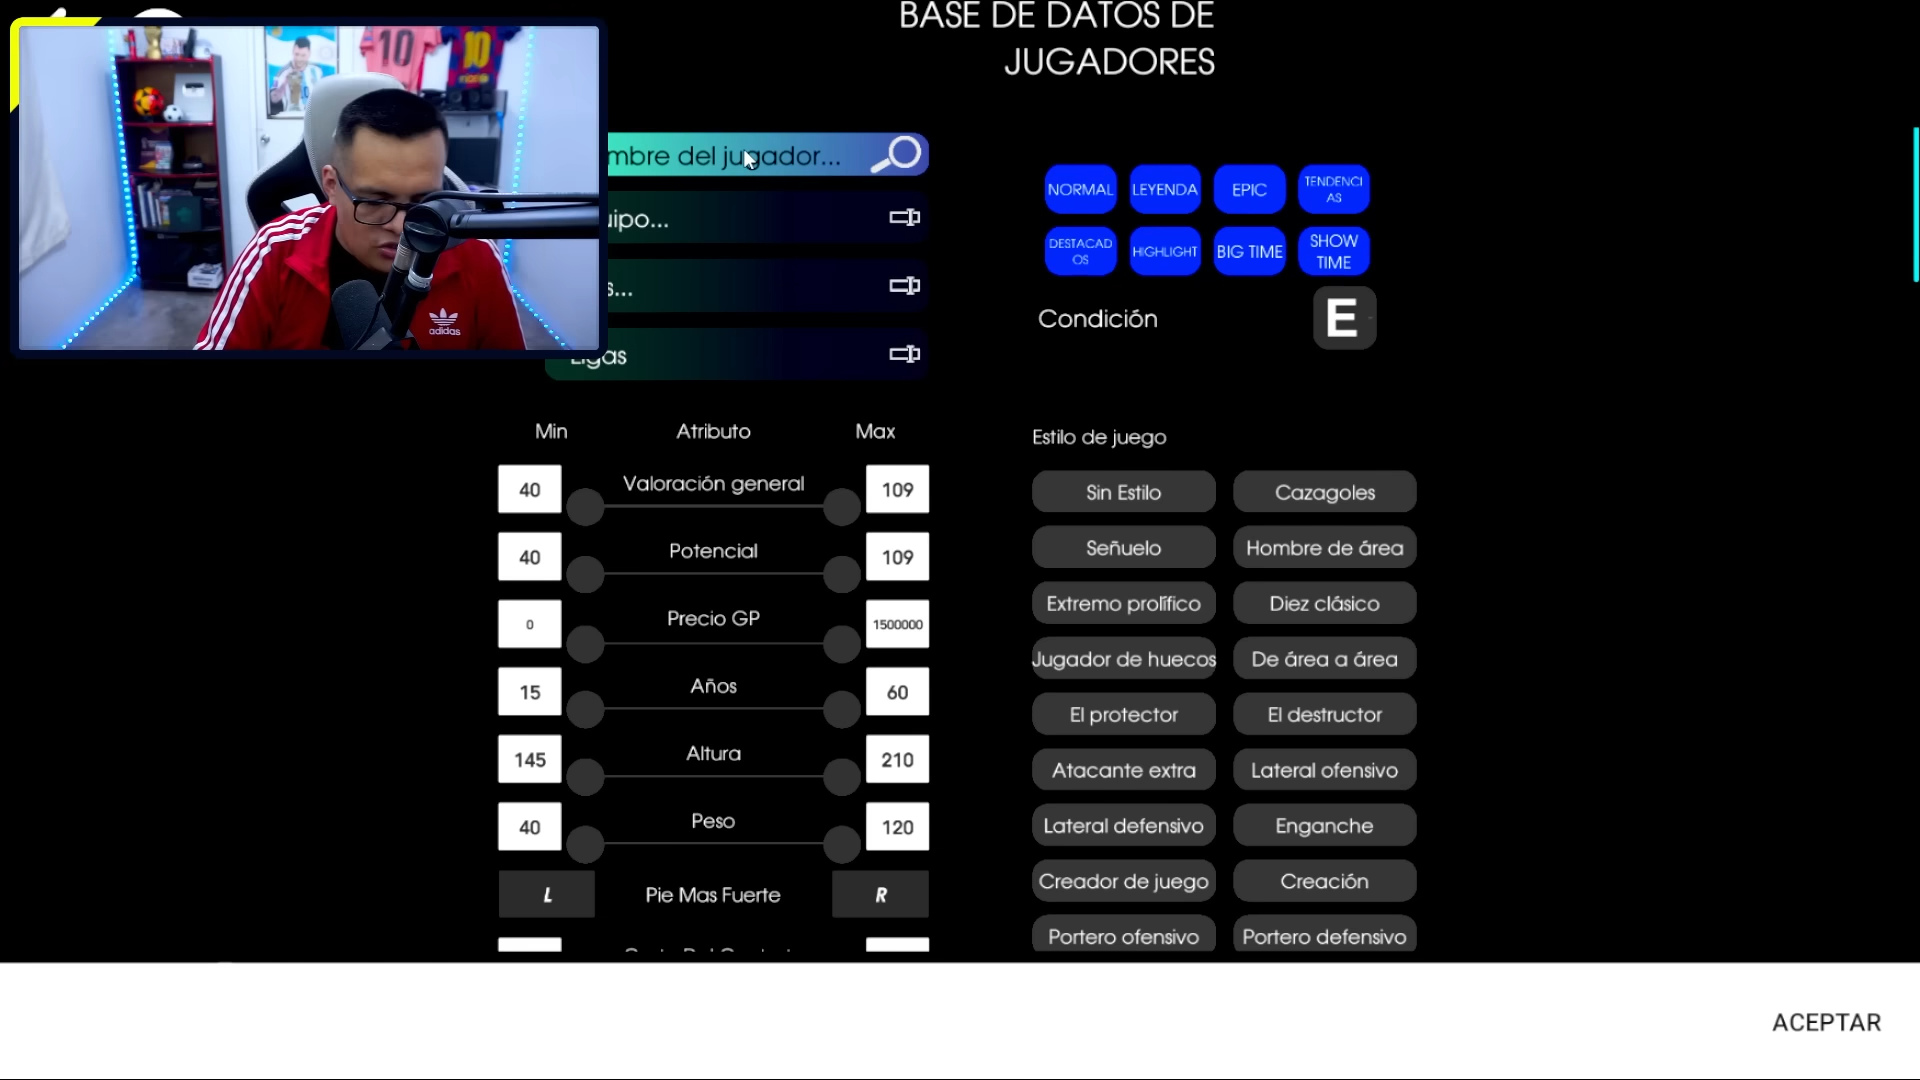 BASE DE DATOS DE
JUGADORES
mbre del jugador...
ipo...
s...
Ligas
NORMAL
LEYENDA
EPIC
TENDENCI
AS
DESTACAD
OS
HIGHLIGHT
BIG TIME
SHOW
TIME
Condición
E
10
10
adidas
Min
Atributo
Max
40
Valoración general
109
40
Potencial
109
0
Precio GP
1500000
15
Años
60
145
Altura
210
40
Peso
120
L
Pie Mas Fuerte
R
Estilo de juego
Sin Estilo
Cazagoles
Señuelo
Hombre de área
Extremo prolífico
Diez clásico
Jugador de huecos
De área a área
El protector
El destructor
Atacante extra
Lateral ofensivo
Lateral defensivo
Enganche
Creador de juego
Creación
Portero ofensivo
Portero defensivo
ACEPTAR